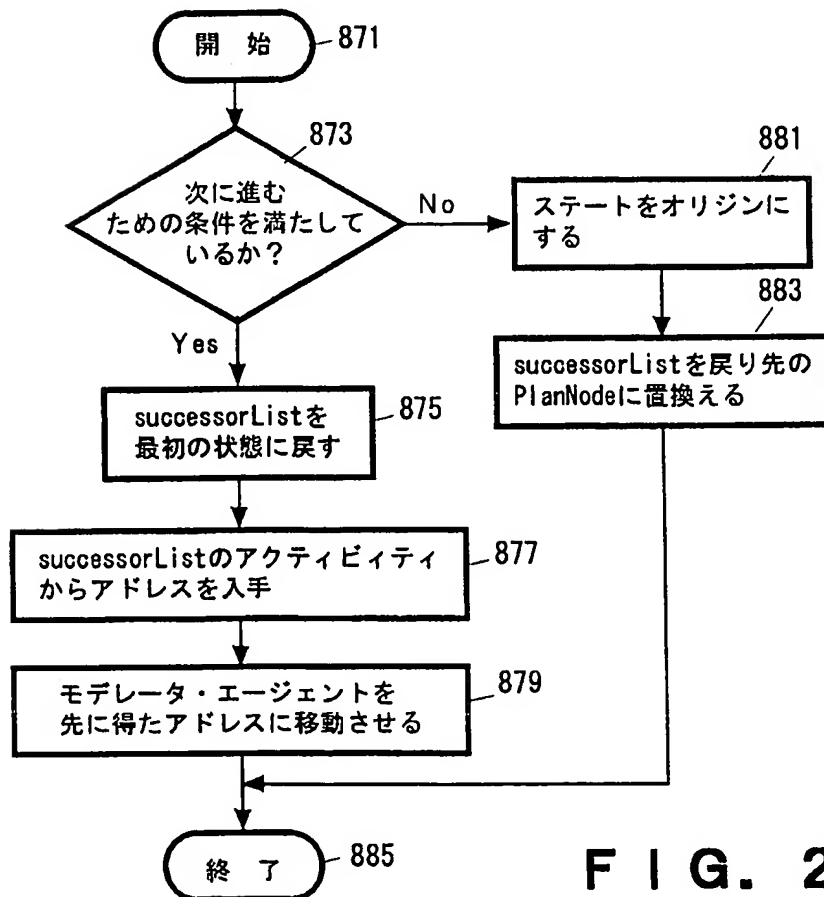 開 始
871
873
次に進む
ための条件を満たして
いるか？
No
881
ステートをオリジンに
する
883
successorListを戻り先の
PlanNodeに置換える
Yes
successorListを
最初の状態に戻す
875
successorListのアクティビィティ
からアドレスを入手
877
モデレータ・エージェントを
先に得たアドレスに移動させる
879
終 了
885
FIG. 2